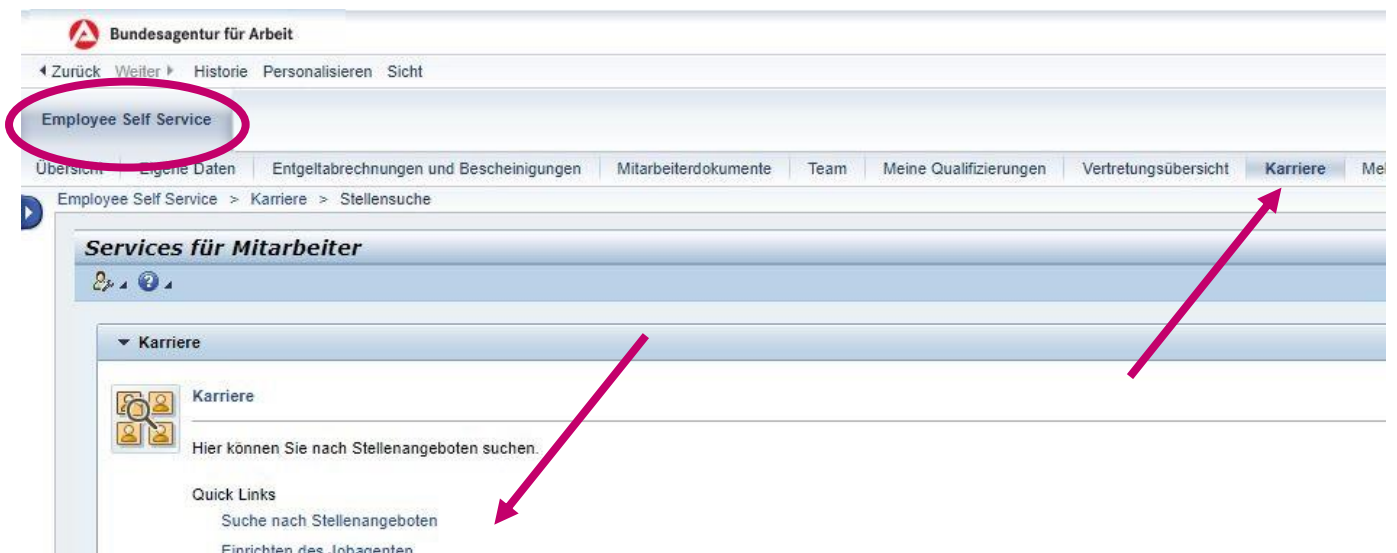 Bundesagentur für Arbeit
Zurück Weiter Historie Personalisieren Sicht
Employee Self Service
Übersicht Eigene Daten Entgeltabrechnungen und Bescheinigungen Mitarbeiterdokumente Team Meine Qualifizierungen Vertretungsübersicht Karriere
Employee Self Service > Karriere > Stellensuche
Services für Mitarbeiter
Karriere
Karriere
Hier können Sie nach Stellenangeboten suchen.
Quick Links
Suche nach Stellenangeboten
Einrichten des Jobagenten